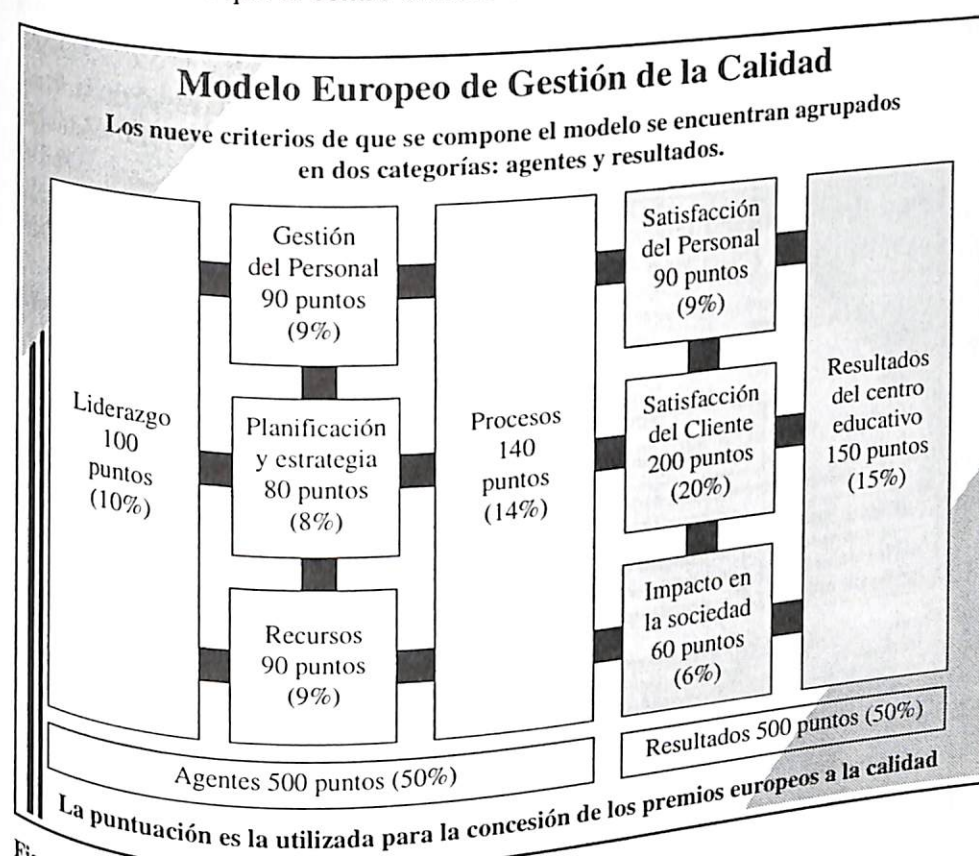 Modelo Europeo de Gestión de la Calidad
Los nueve criterios de que se compone el modelo se encuentran agrupados
en dos categorías: agentes y resultados.
Liderazgo
100
puntos
(10%)
Gestión
del Personal
90 puntos
(9%)
Planificación
y estrategia
80 puntos
(8%)
Recursos
90 puntos
(9%)
Procesos
140
puntos
(14%)
Satisfacción
del Personal
90 puntos
(9%)
Satisfacción
del Cliente
200 puntos
(20%)
Impacto en
la sociedad
60 puntos
(6%)
Resultados
del centro
educativo
150 puntos
(15%)
Agentes 500 puntos (50%)
Resultados 500 puntos (50%)
La puntuación es la utilizada para la concesión de los premios europeos a la calidad